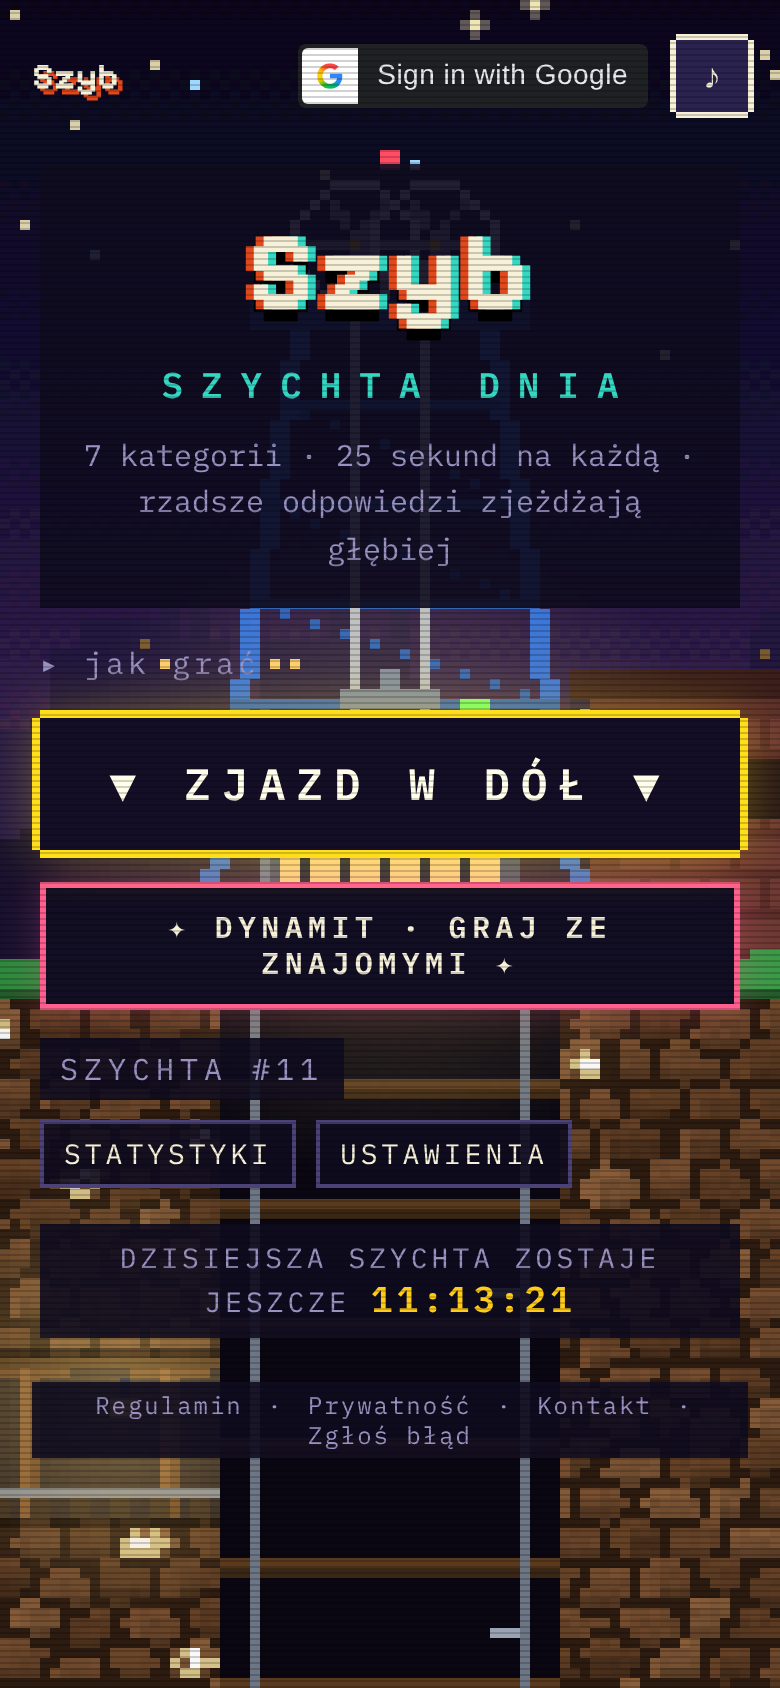 Szyb
Sign in with Google
♪
Szyb
SZYCHTA DNIA
7 kategorii · 25 sekund na każdą ·
rzadsze odpowiedzi zjeżdżają
głębiej
▸ jak grać
▼ ZJAZD W DÓŁ ▼
✦ DYNAMIT · GRAJ ZE
ZNAJOMYMI ✦
SZYCHTA #11
STATYSTYKI
USTAWIENIA
DZISIEJSZA SZYCHTA ZOSTAJE
JESZCZE 11:13:21
Regulamin · Prywatność · Kontakt ·
Zgłoś błąd